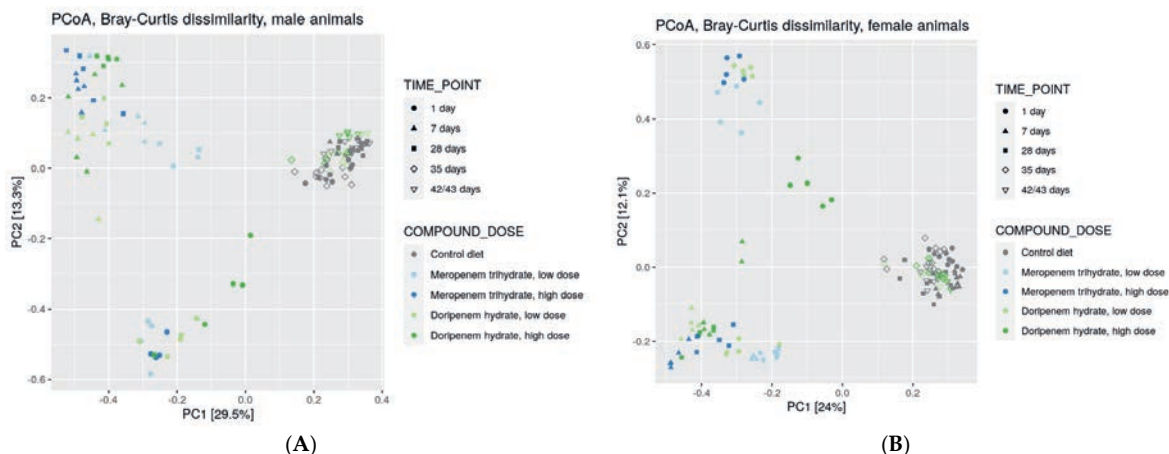 PCoA, Bray-Curtis dissimilarity, male animals
0.2
0.0
-0.2
-0.4
-0.6
PC2 [13.3%]
-0.4
-0.2
0.0
0.2
0.4
PC1 [29.5%]
TIME_POINT
1 day
7 days
28 days
35 days
42/43 days
COMPOUND_DOSE
Control diet
Meropenem trihydrate, low dose
Meropenem trihydrate, high dose
Doripenem hydrate, low dose
Doripenem hydrate, high dose
(A)
PCoA, Bray-Curtis dissimilarity, female animals
0.6
0.4
0.2
0.0
-0.2
PC2 [12.1%]
-0.4
-0.2
0.0
0.2
0.4
PC1 [24%]
TIME_POINT
1 day
7 days
28 days
35 days
42/43 days
COMPOUND_DOSE
Control diet
Meropenem trihydrate, low dose
Meropenem trihydrate, high dose
Doripenem hydrate, low dose
Doripenem hydrate, high dose
(B)